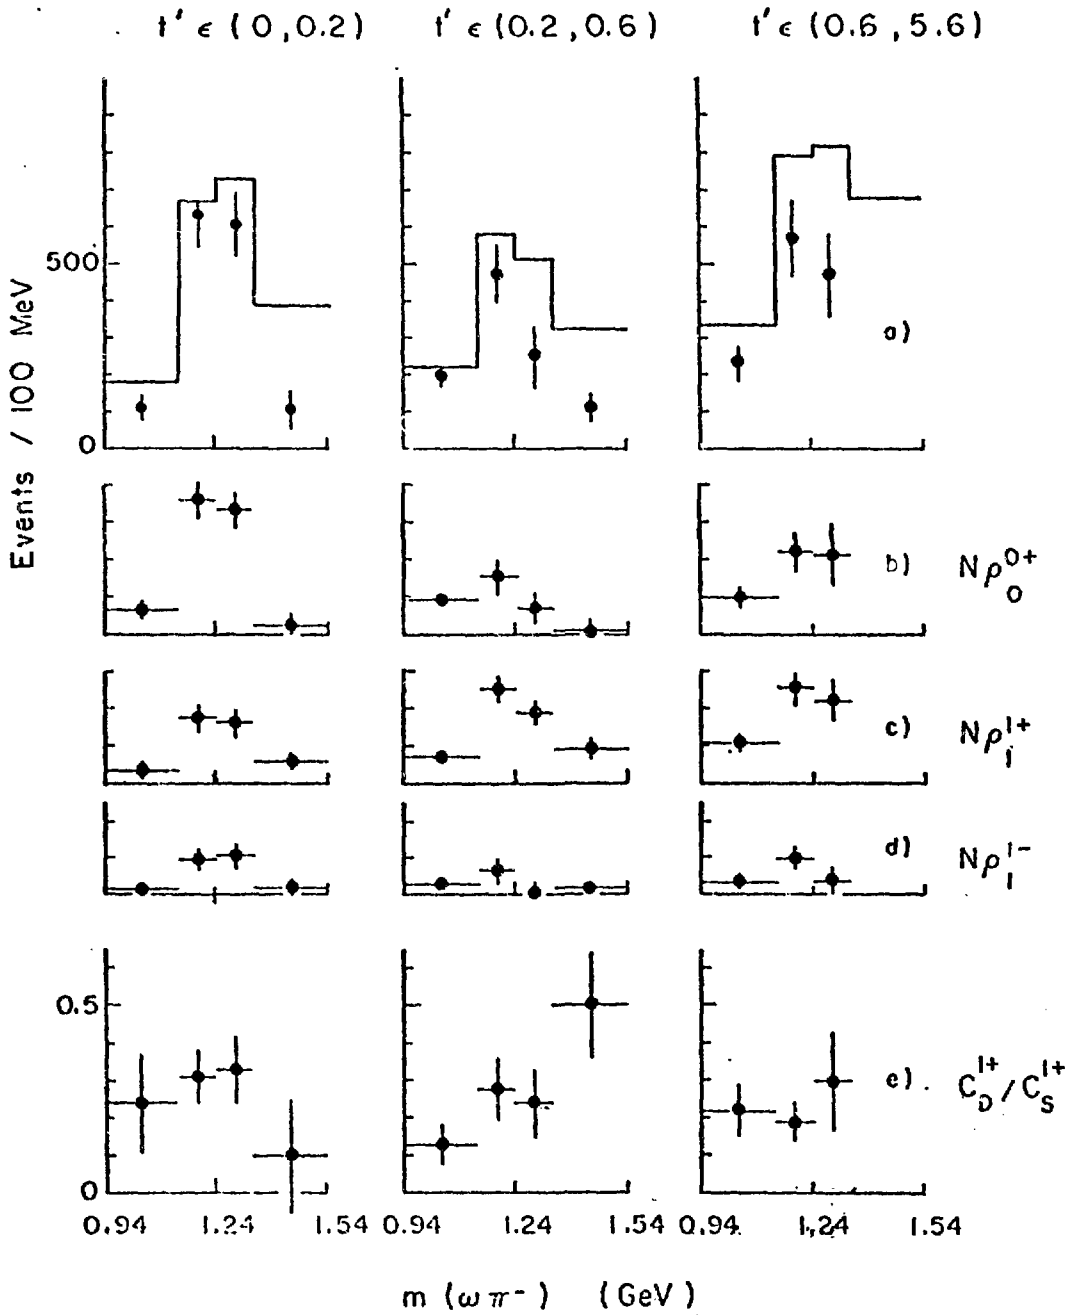 t' ϵ (0,0.2) t' ϵ (0.2,0.6) t' ϵ (0.6,5.6)
Events / 100 MeV
500
0
a)
b) Nρ₀⁰⁺
c) Nρ₁¹⁺
d) Nρ₁¹⁻
0.5
0
e) C_D¹⁺/C_S¹⁺
0.94 1.24 1.54 0.94 1.24 1.54 0.94 1.24 1.54
m (ωπ⁻) (GeV)